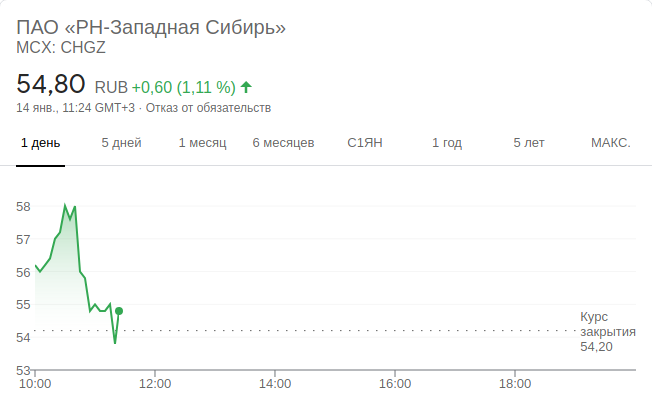 ПАО «РН-Западная Сибирь»
MCX: CHGZ
54,80 RUB +0,60 (1,11 %)
14 янв., 11:24 GMT+3 · Отказ от обязательств
1 день 5 дней 1 месяц 6 месяцев С1ЯН 1 год 5 лет МАКС.
58
57
56
55
Курс
закрытия
54,20
54
53
10:00 12:00 14:00 16:00 18:00